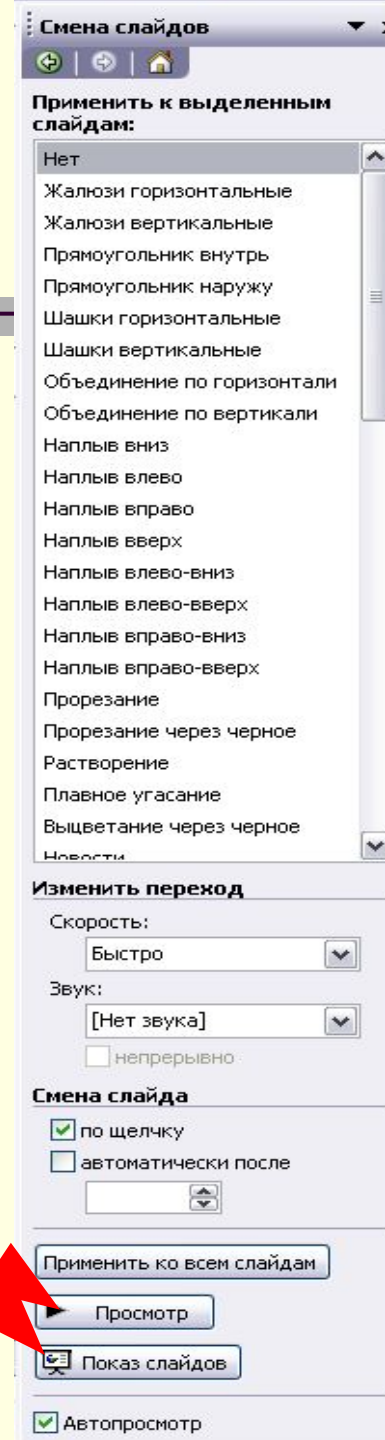 Смена слайдов
Применить к выделенным
слайдам:
Нет
Жалюзи горизонтальные
Жалюзи вертикальные
Прямоугольник внутрь
Прямоугольник наружу
Шашки горизонтальные
Шашки вертикальные
Объединение по горизонтали
Объединение по вертикали
Наплыв вниз
Наплыв влево
Наплыв вправо
Наплыв вверх
Наплыв влево-вниз
Наплыв влево-вверх
Наплыв вправо-вниз
Наплыв вправо-вверх
Прорезание
Прорезание через черное
Растворение
Плавное угасание
Выцветание через черное
Новости
Изменить переход
Скорость:
Быстро
Звук:
[Нет звука]
непрерывно
Смена слайда
по щелчку
автоматически после
Применить ко всем слайдам
Просмотр
Показ слайдов
Автопросмотр